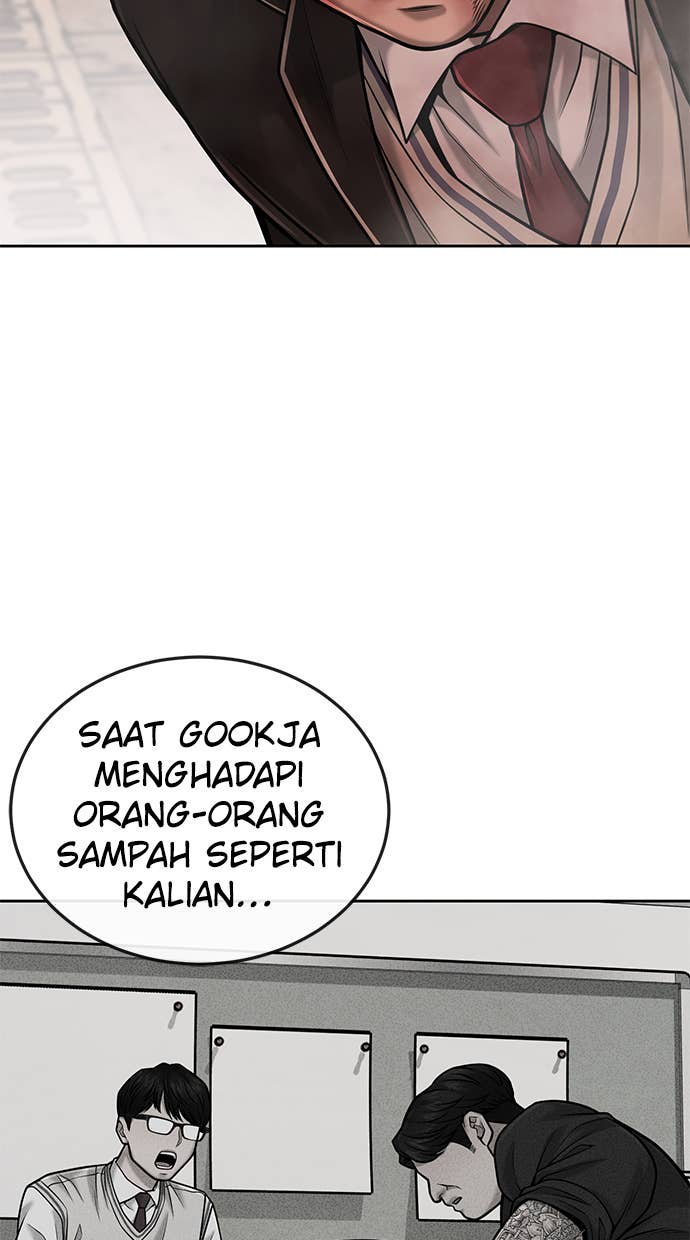 SAAT GOOKJA
MENGHADAPI
ORANG-ORANG
SAMPAH SEPERTI
KALIAN...